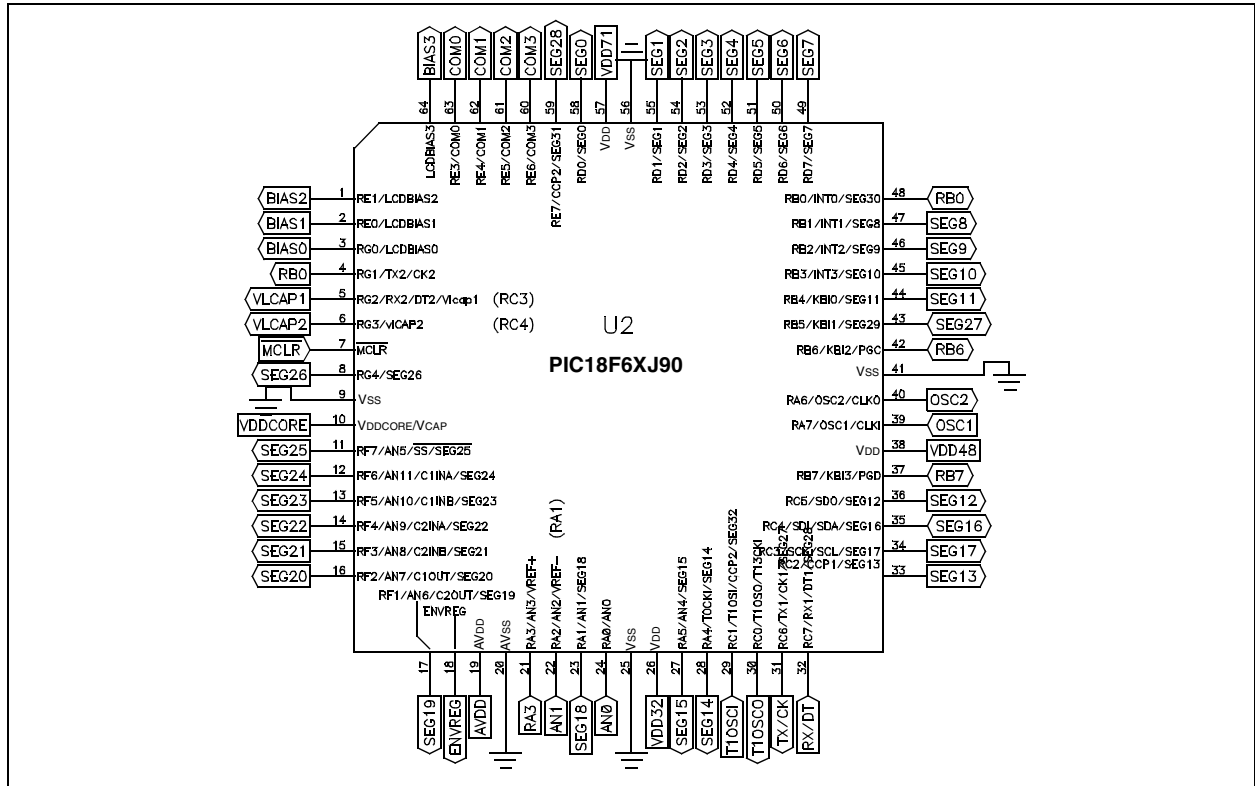 BIAS3 COM0 COM1 COM2 COM3 SEG28 SEG0 VDD71 SEG1 SEG2 SEG3 SEG4 SEG5 SEG6 SEG7
64 63 62 61 60 59 58 57 56 55 54 53 52 51 50 49
LCDBIAS3 RE3/COM0 RE4/COM1 RE5/COM2 RE6/COM3 RE7/CCP2/SEG31 RD0/SEG0 VDD VSS RD1/SEG1 RD2/SEG2 RD3/SEG3 RD4/SEG4 RD5/SEG5 RD6/SEG6 RD7/SEG7
BIAS2 1 RE1/LCDBIAS2
BIAS1 2 RE0/LCDBIAS1
BIAS0 3 RG0/LCDBIAS0
RB0 4 RG1/TX2/CK2
VLCAP1 5 RG2/RX2/DT2/Vlcap1 (RC3)
VLCAP2 6 RG3/vlCAP2 (RC4)
MCLR 7 MCLR
SEG26 8 RG4/SEG26
9 VSS
VDDCORE 10 VDDCORE/VCAP
SEG25 11 RF7/AN5/SS/SEG25
SEG24 12 RF6/AN11/C1INA/SEG24
SEG23 13 RF5/AN10/C1INB/SEG23
SEG22 14 RF4/AN9/C2INA/SEG22
SEG21 15 RF3/AN8/C2INB/SEG21
SEG20 16 RF2/AN7/C1OUT/SEG20
U2
PIC18F6XJ90
RB0/INT0/SEG30 48 RB0
RB1/INT1/SEG8 47 SEG8
RB2/INT2/SEG9 46 SEG9
RB3/INT3/SEG10 45 SEG10
RB4/KBI0/SEG11 44 SEG11
RB5/KBI1/SEG29 43 SEG27
RB6/KBI2/PGC 42 RB6
VSS 41
RA6/OSC2/CLKO 40 OSC2
RA7/OSC1/CLKI 39 OSC1
VDD 38 VDD48
RB7/KBI3/PGD 37 RB7
RC5/SDO/SEG12 36 SEG12
RC4/SDI/SDA/SEG16 35 SEG16
RC3/SCK/SCL/SEG17 34 SEG17
RC2/CCP1/SEG13 33 SEG13
(RA1)
RF1/AN6/C2OUT/SEG19 ENVREG AVDD AVSS RA3/AN3/VREF+ RA2/AN2/VREF- RA1/AN1/SEG18 RA0/AN0 VSS VDD RA5/AN4/SEG15 RA4/TOCKI/SEG14 RC1/T1OSI/CCP2/SEG32 RC0/T1OSO/T13CKI RC6/TX1/CK1/SEG27 RC7/RX1/DT1/SEG28
17 18 19 20 21 22 23 24 25 26 27 28 29 30 31 32
SEG19 ENVREG AVDD RA3 AN1 SEG18 AN0 VDD32 SEG15 SEG14 T1OSCI T1OSCO TX/CK RX/DT